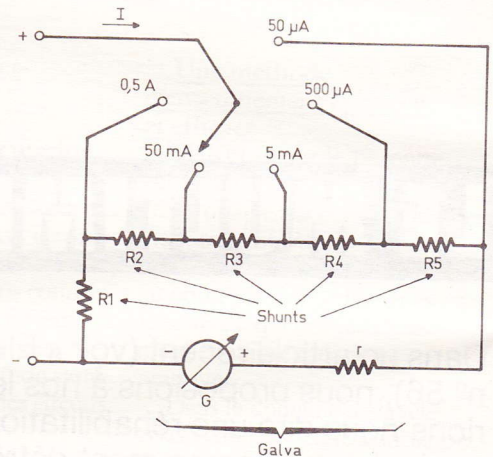 I
50 µA
+
0,5 A
500 µA
50 mA
5 mA
R2
R3
R4
R5
R1
Shunts
-
+
r
G
Galva